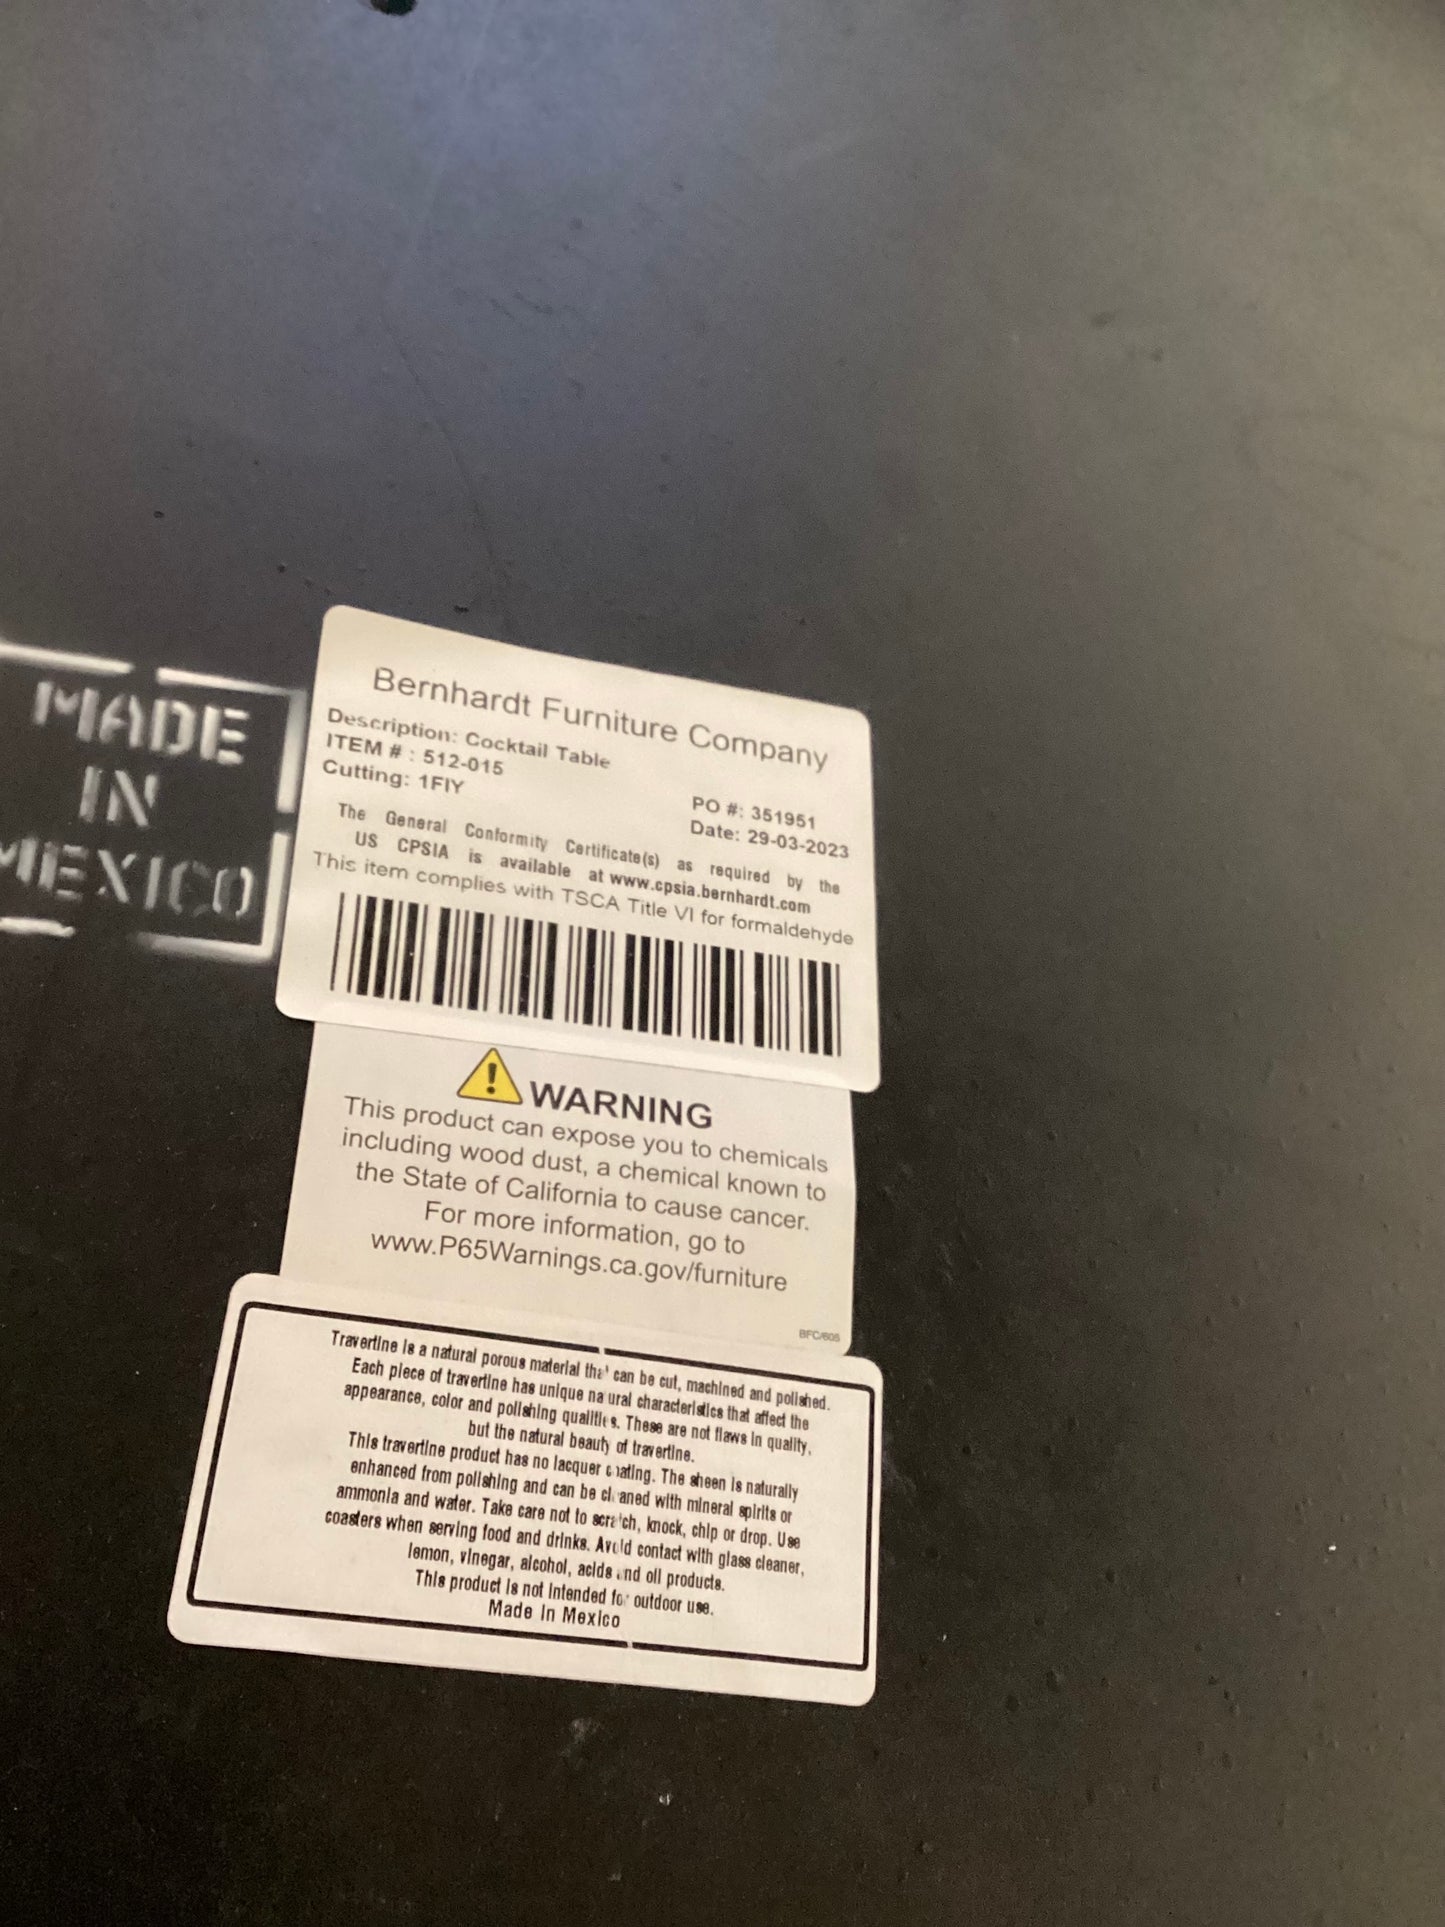 MADE
IN
MEXICO
Bernhardt Furniture Company
Description: Cocktail Table
ITEM # : 512-015
Cutting: 1FIY
PO #: 351951
Date: 29-03-2023
The General Conformity Certificate(s) as required by the
US CPSIA is available at www.cpsia.bernhardt.com
This item complies with TSCA Title VI for formaldehyde
WARNING
This product can expose you to chemicals
including wood dust, a chemical known to
the State of California to cause cancer.
For more information, go to
www.P65Warnings.ca.gov/furniture
BFC/605
Travertine is a natural porous material that can be cut, machined and polished.
Each piece of travertine has unique natural characteristics that affect the
appearance, color and polishing qualities. These are not flaws in quality,
but the natural beauty of travertine.
This travertine product has no lacquer coating. The sheen is naturally
enhanced from polishing and can be cleaned with mineral spirits or
ammonia and water. Take care not to scratch, knock, chip or drop. Use
coasters when serving food and drinks. Avoid contact with glass cleaner,
lemon, vinegar, alcohol, acids and oil products.
This product is not intended for outdoor use.
Made in Mexico